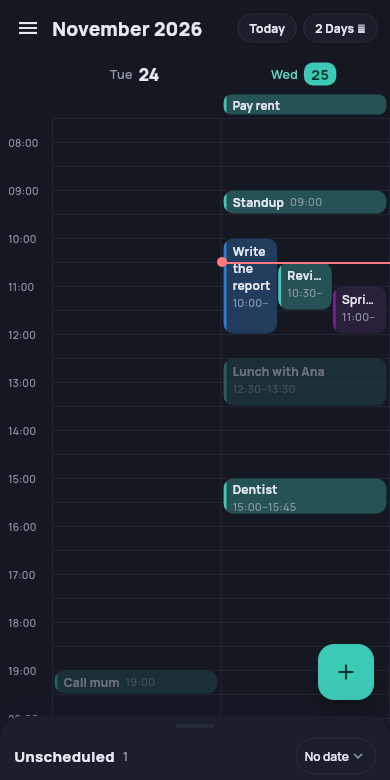 November 2026
Today
2 Days
Tue 24
Wed 25
Pay rent
08:00
09:00
Standup 09:00
10:00
Write
the
report
10:00–
Revi…
10:30–
11:00
Spri…
11:00–
12:00
Lunch with Ana
12:30–13:30
13:00
14:00
15:00
Dentist
15:00–15:45
16:00
17:00
18:00
19:00
Call mum 19:00
Unscheduled 1
No date